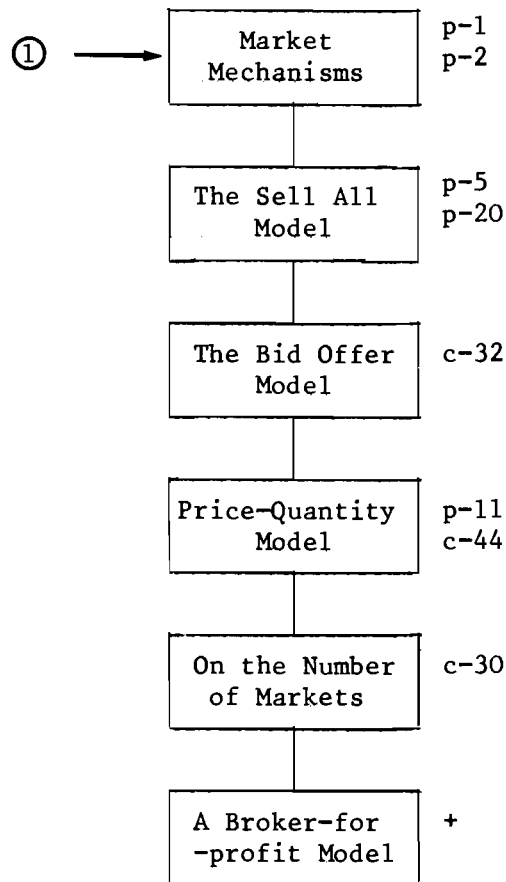 ① Market p-1
Mechanisms p-2
The Sell All p-5
Model p-20
The Bid Offer c-32
Model
Price-Quantity p-11
Model c-44
On the Number c-30
of Markets
A Broker-for +
-profit Model